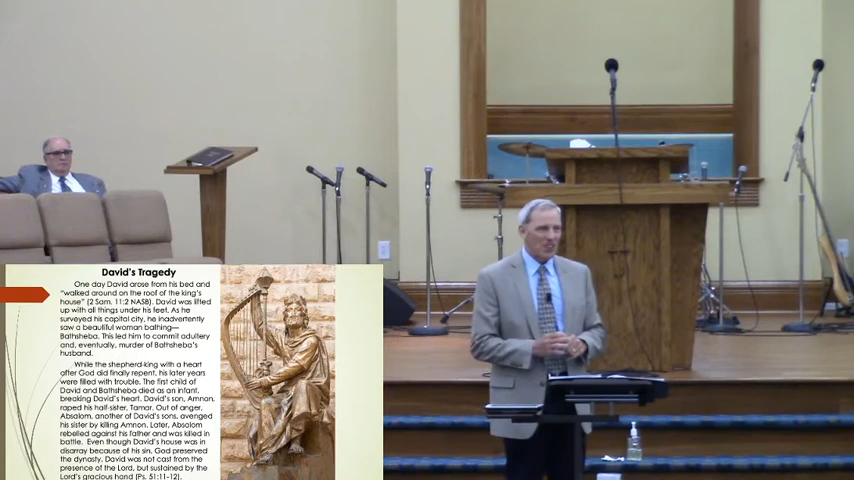 David's Tragedy
One day David arose from his bed and
"walked around on the roof of the king's
house" (2 Sam. 11:2 NASB). David was lifted
up with all things under his feet. As he
surveyed his capital city, he inadvertently
saw a beautiful woman bathing—
Bathsheba. This led him to commit adultery
and, eventually, murder of Bathsheba's
husband.
While the shepherd-king with a heart
after God did finally repent, his later years
were filled with trouble. The first child of
David and Bathsheba died as an infant,
breaking David's heart. David's son, Amnon,
raped his half-sister, Tamar. Out of anger,
Absalom, another of David's sons, avenged
his sister by killing Amnon. Later, Absalom
rebelled against his father and was killed in
battle. Even though David's house was in
disarray because of his sin, God preserved
the dynasty. David was not cast from the
presence of the Lord, but sustained by the
Lord's gracious hand (Ps. 51:11-12).